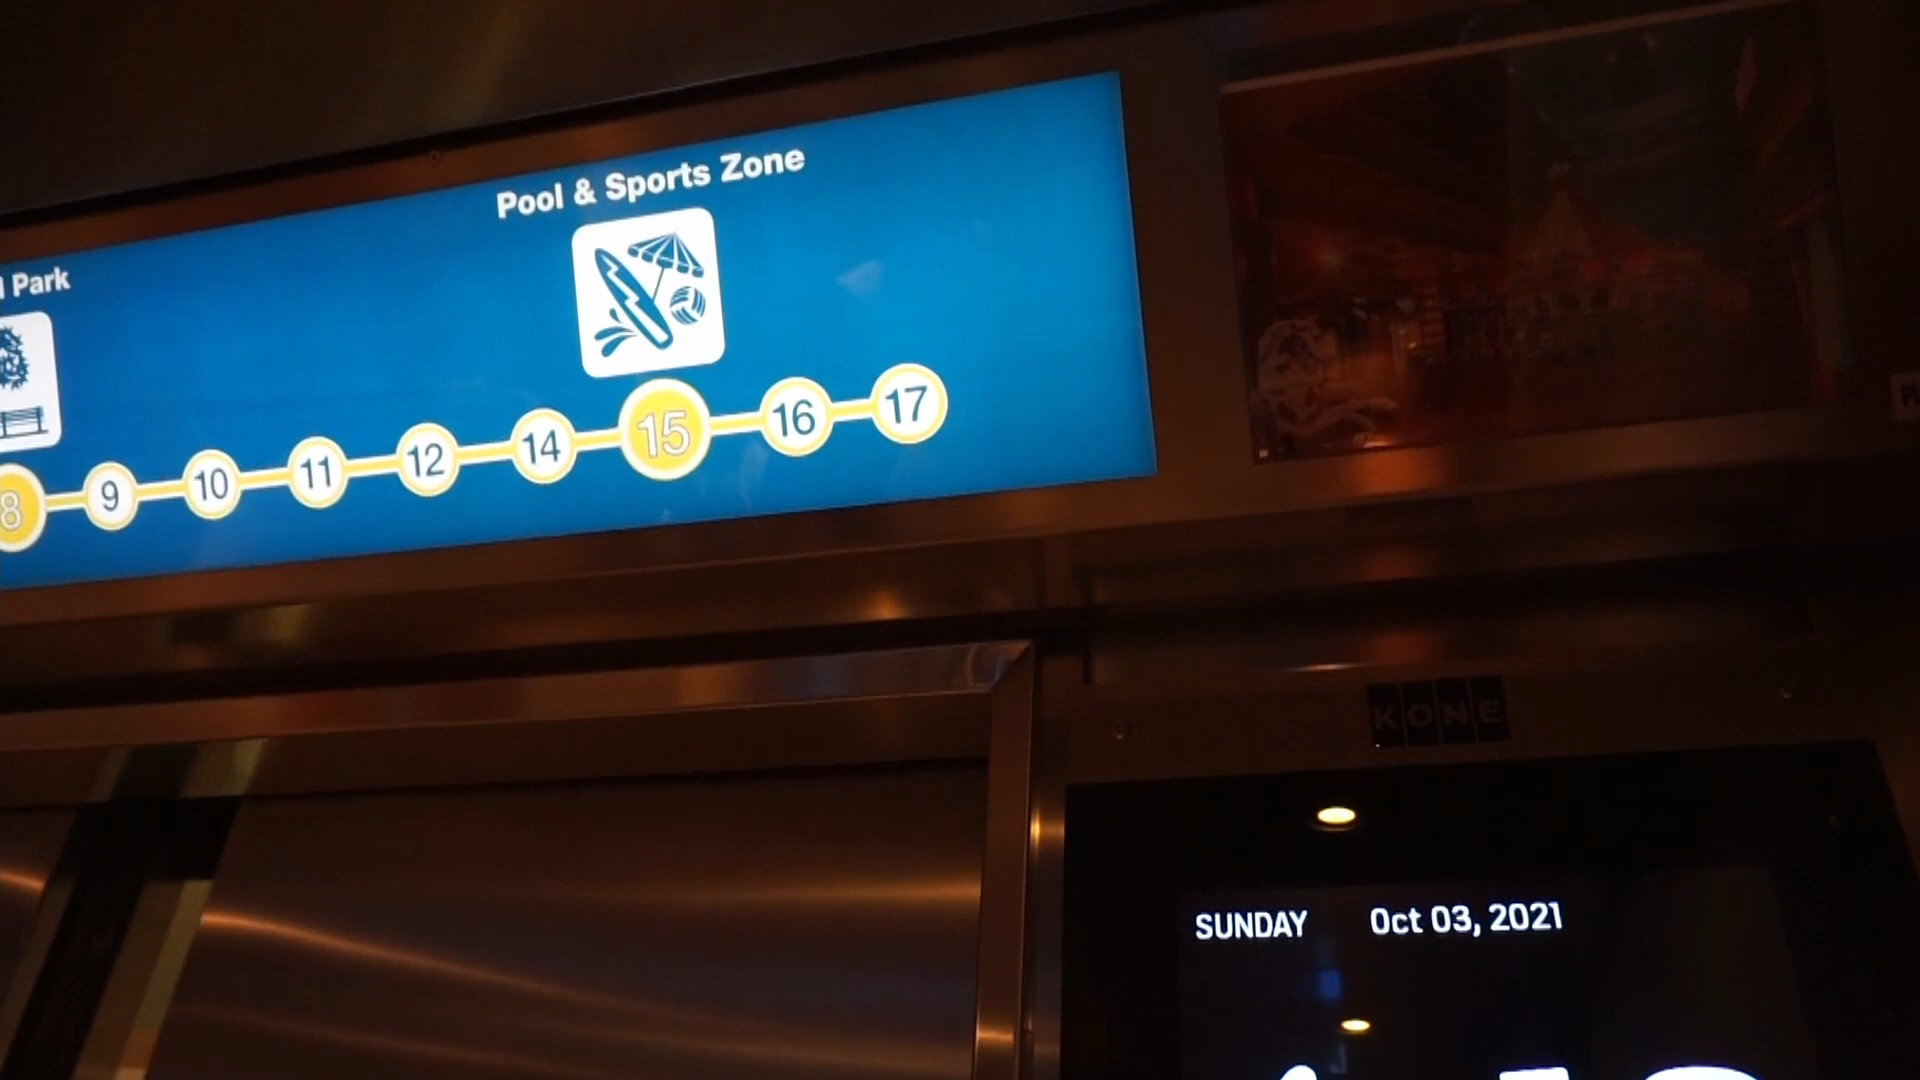 Pool & Sports Zone
Park
8 9 10 11 12 14 15 16 17
KONE
SUNDAY Oct 03, 2021